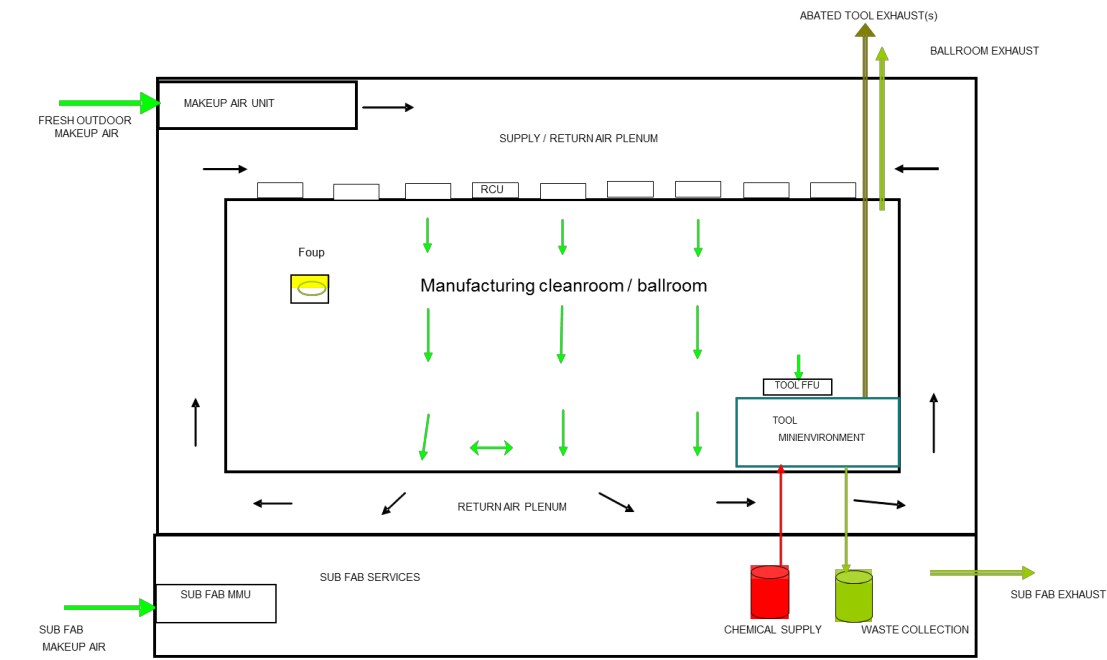 ABATED TOOL EXHAUST(s)
BALLROOM EXHAUST
MAKEUP AIR UNIT
FRESH OUTDOOR
MAKEUP AIR
SUPPLY / RETURN AIR PLENUM
RCU
Foup
Manufacturing cleanroom / ballroom
TOOL FFU
TOOL
MINIENVIRONMENT
RETURN AIR PLENUM
SUB FAB SERVICES
SUB FAB MMU
SUB FAB EXHAUST
SUB FAB
MAKEUP AIR
CHEMICAL SUPPLY
WASTE COLLECTION